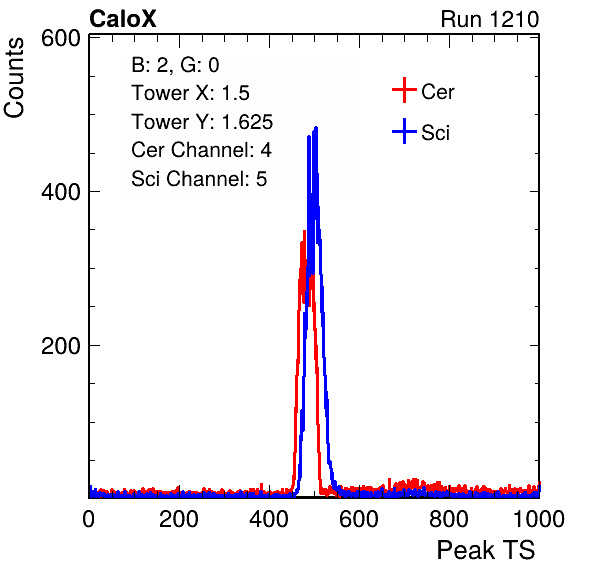 CaloX Run 1210
Counts
600
400
200
B: 2, G: 0
Tower X: 1.5
Tower Y: 1.625
Cer Channel: 4
Sci Channel: 5
Cer
Sci
0 200 400 600 800 1000
Peak TS